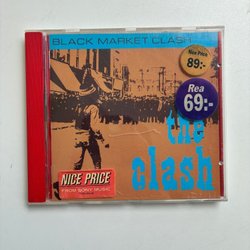 BLACK MARKET CLASH
Nice Price
89:-
Rea
69:-
the
clash
NICE PRICE
FROM SONY MUSIC